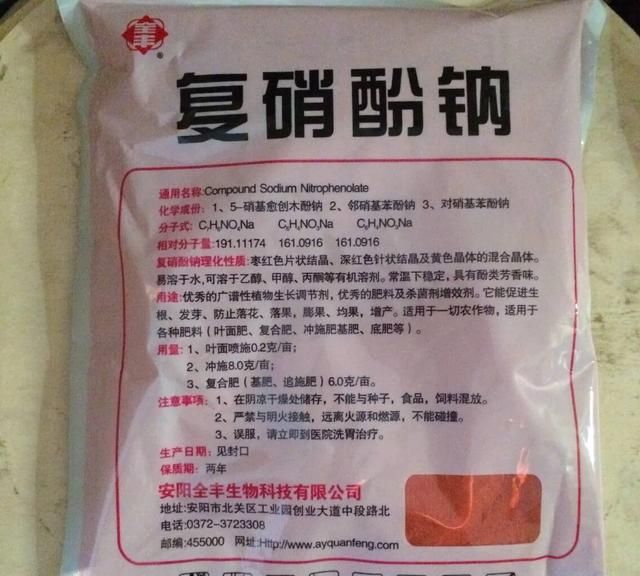 全丰
®
复硝酚钠
通用名称:Compound Sodium Nitrophenolate
化学成份: 1、5-硝基愈创木酚钠 2、邻硝基苯酚钠 3、对硝基苯酚钠
分子式: C₇H₆NO₄Na C₆H₄NO₃Na C₆H₄NO₃Na
相对分子量:191.11174 161.0916 161.0916
复硝酚钠理化性质: 枣红色片状结晶、深红色针状结晶及黄色晶体的混合晶体。
易溶于水,可溶于乙醇、甲醇、丙酮等有机溶剂。常温下稳定,具有酚类芳香味。
用途: 优秀的广谱性植物生长调节剂,优秀的肥料及杀菌剂增效剂。它能促进生
根、发芽、防止落花、落果,膨果、均果,增产。适用于一切农作物,适用于
各种肥料（叶面肥、复合肥、冲施肥基肥、底肥等）。
用量: 1、叶面喷施0.2克/亩;
2、冲施8.0克/亩;
3、复合肥（基肥、追施肥）6.0克/亩。
注意事项: 1、在阴凉干燥处储存,不能与种子,食品,饲料混放。
2、严禁与明火接触,远离火源和燃源,不能碰撞。
3、误服,请立即到医院洗胃治疗。
生产日期: 见封口
保质期: 两年
安阳全丰生物科技有限公司
地址:安阳市北关区工业园创业大道中段路北
电话:0372-3723308
邮编:455000 网址:Http://www.ayquanfeng.com